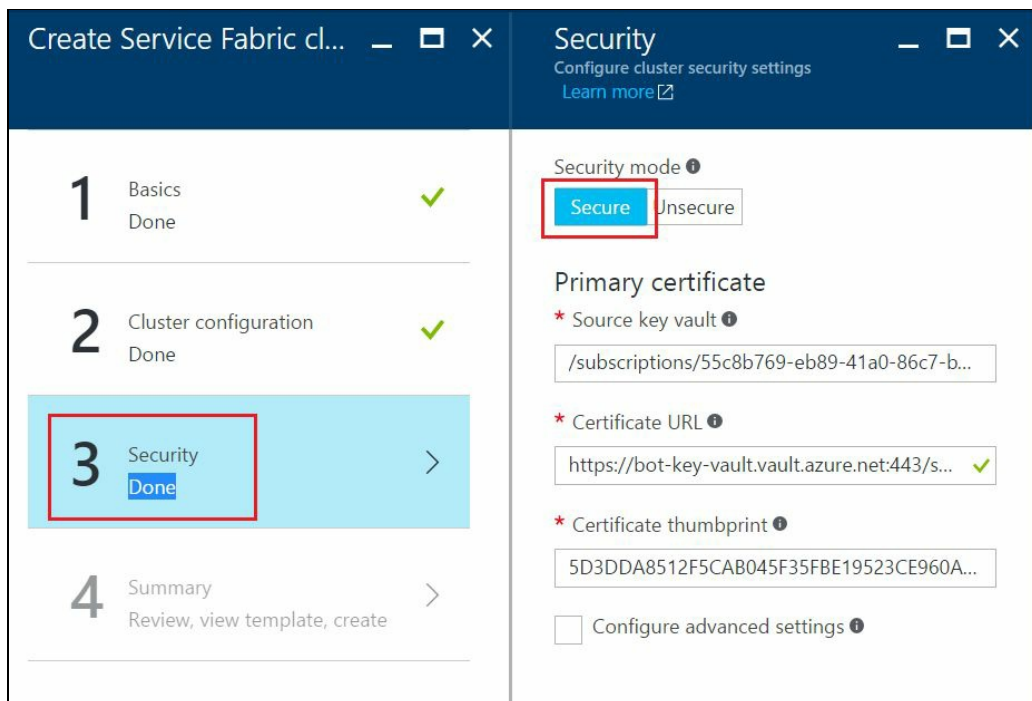 Create Service Fabric cl...
1
Basics
Done
2
Cluster configuration
Done
3
Security
Done
4
Summary
Review, view template, create
Security
Configure cluster security settings
Learn more
Security mode
Secure
Unsecure
Primary certificate
* Source key vault
/subscriptions/55c8b769-eb89-41a0-86c7-b...
* Certificate URL
https://bot-key-vault.vault.azure.net:443/s...
* Certificate thumbprint
5D3DDA8512F5CAB045F35FBE19523CE960A...
Configure advanced settings